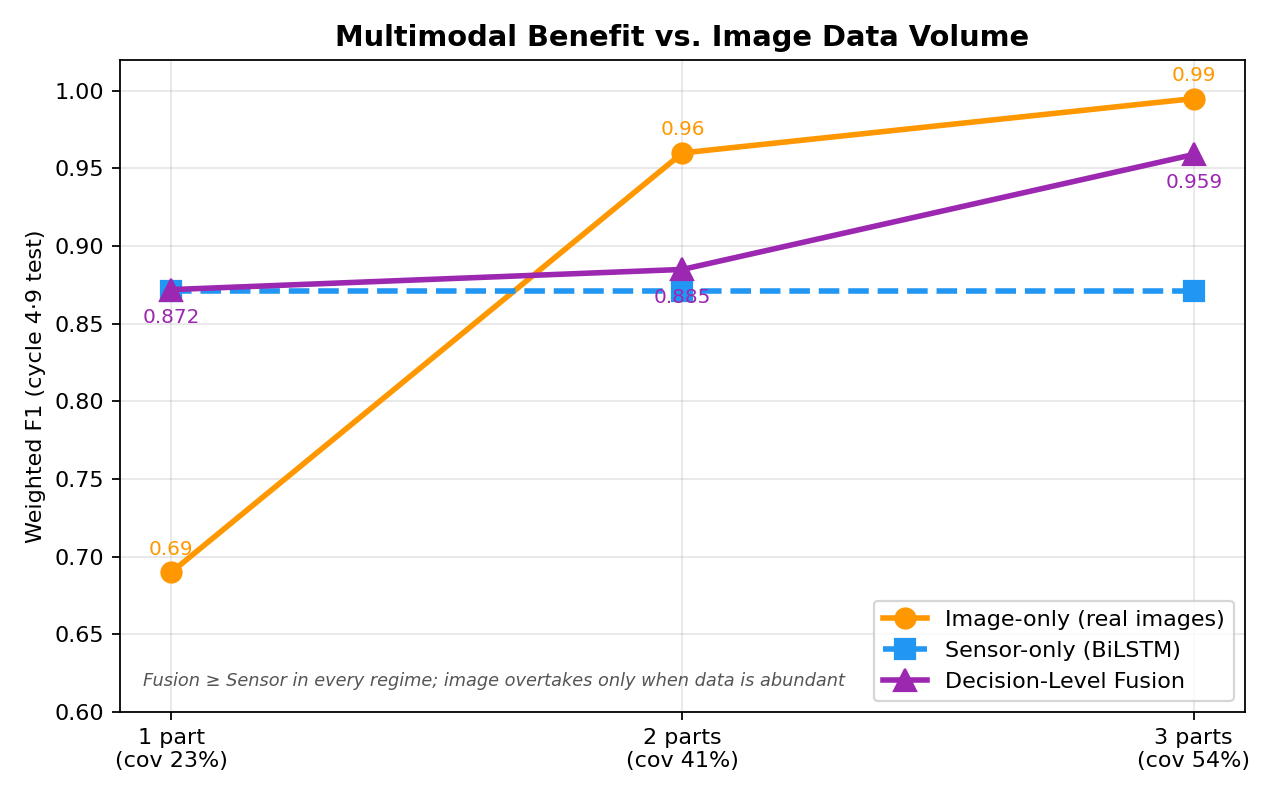 Multimodal Benefit vs. Image Data Volume
Weighted F1 (cycle 4·9 test)
1.00
0.95
0.90
0.85
0.80
0.75
0.70
0.65
0.60
0.69
0.96
0.99
0.872
0.885
0.959
Fusion ≥ Sensor in every regime; image overtakes only when data is abundant
Image-only (real images)
Sensor-only (BiLSTM)
Decision-Level Fusion
1 part
(cov 23%)
2 parts
(cov 41%)
3 parts
(cov 54%)